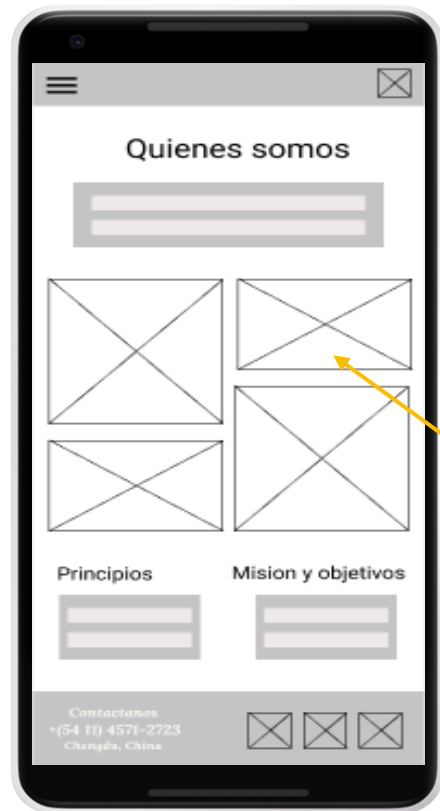 Quienes somos
Principios
Mision y objetivos
Contactanos
+(54 11) 4571-2723
Chengdu, China